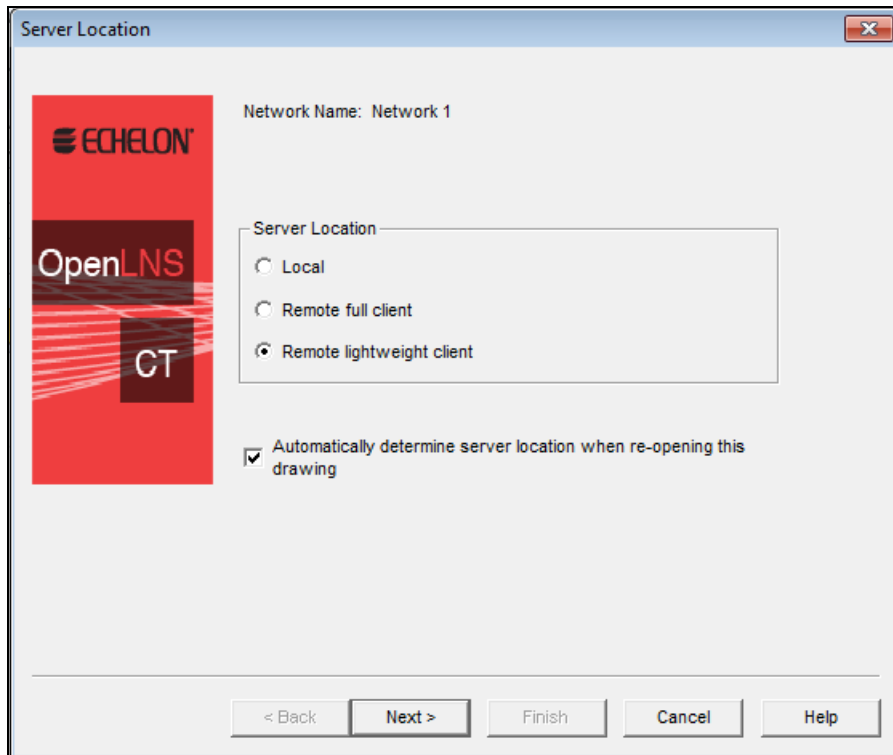 Server Location
ECHELON
OpenLNS
CT
Network Name: Network 1
Server Location
Local
Remote full client
Remote lightweight client
Automatically determine server location when re-opening this
drawing
< Back
Next >
Finish
Cancel
Help